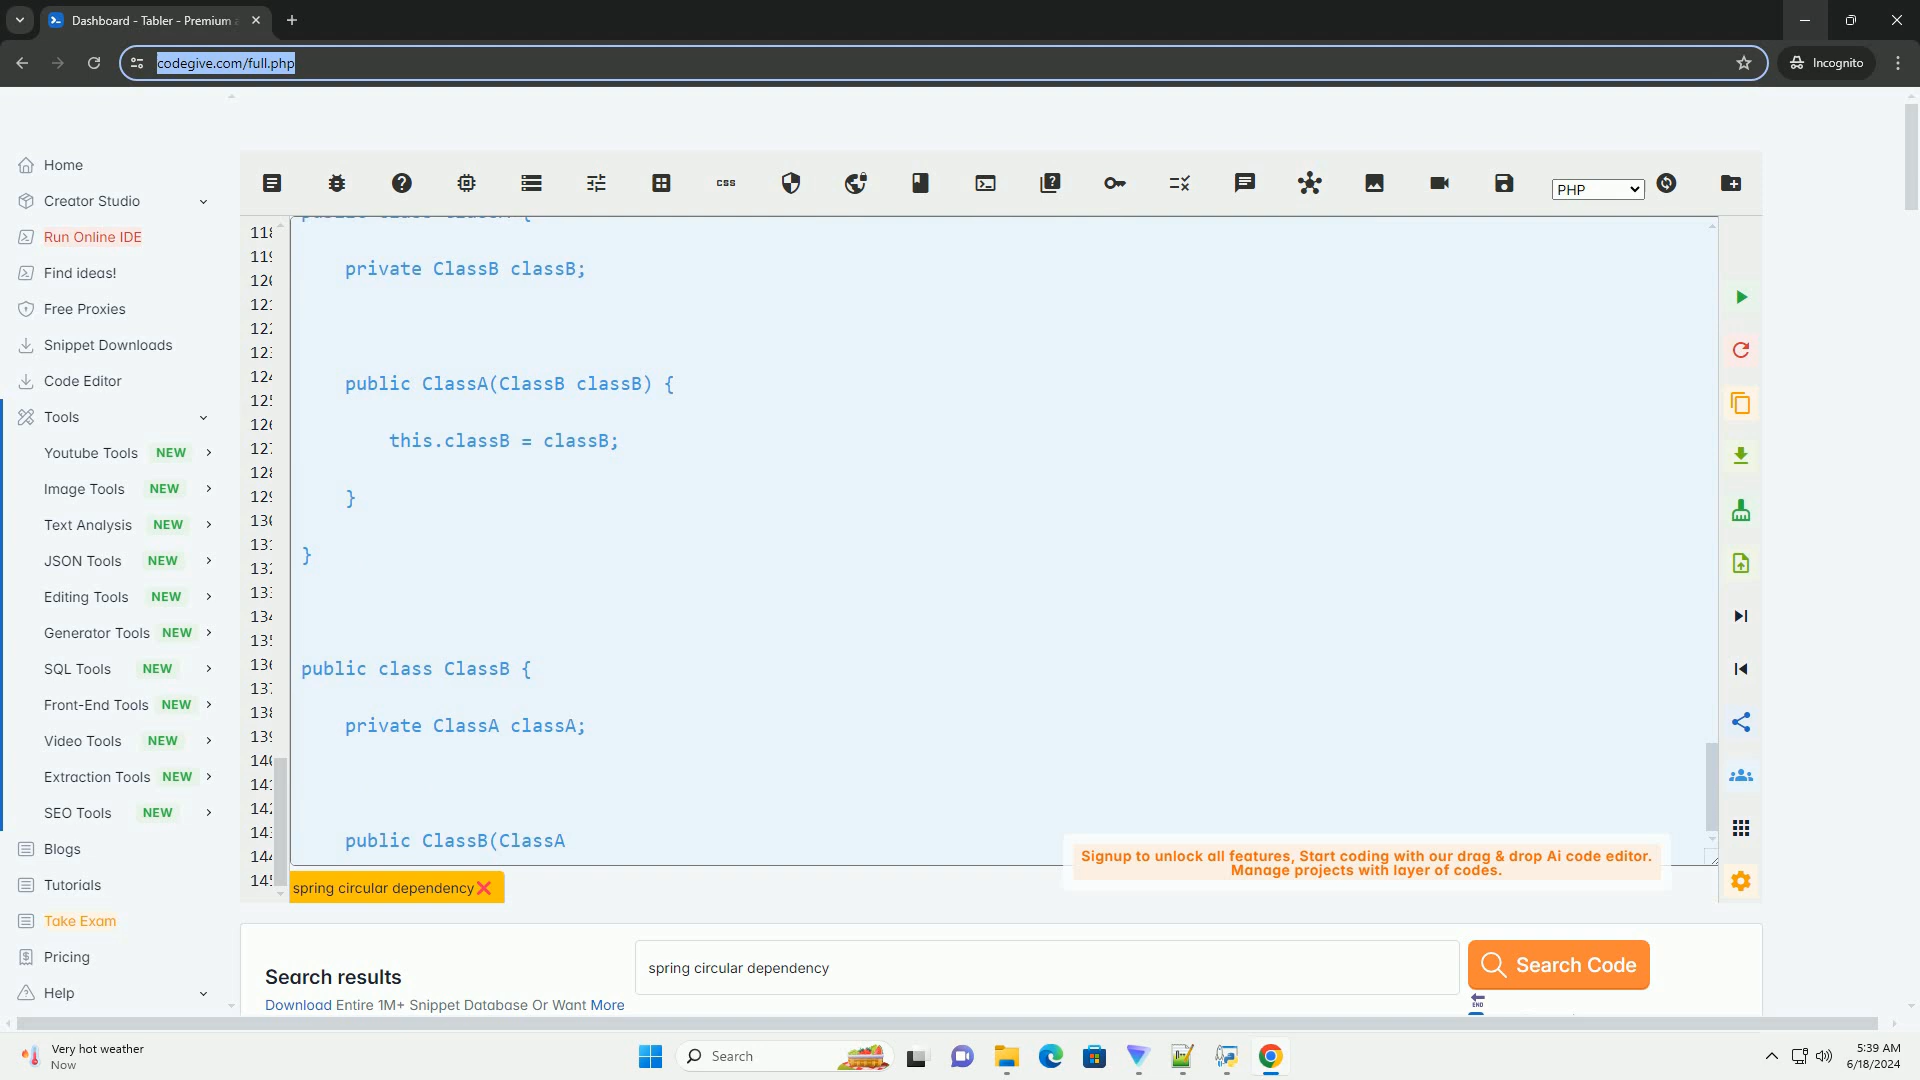 Dashboard - Tabler - Premium
codegive.com/full.php
Incognito
Home
Creator Studio
Run Online IDE
Find ideas!
Free Proxies
Snippet Downloads
Code Editor
Tools
Youtube Tools NEW
Image Tools NEW
Text Analysis NEW
JSON Tools NEW
Editing Tools NEW
Generator Tools NEW
SQL Tools NEW
Front-End Tools NEW
Video Tools NEW
Extraction Tools NEW
SEO Tools NEW
Blogs
Tutorials
Take Exam
Pricing
Help
css
PHP
private ClassB classB;
public ClassA(ClassB classB) {
this.classB = classB;
}
}
public class ClassB {
private ClassA classA;
public ClassB(ClassA
Signup to unlock all features, Start coding with our drag & drop Ai code editor.
Manage projects with layer of codes.
spring circular dependency
Search results
Download Entire 1M+ Snippet Database Or Want More
spring circular dependency
Search Code
END
Very hot weather
Now
Search
5:39 AM
6/18/2024